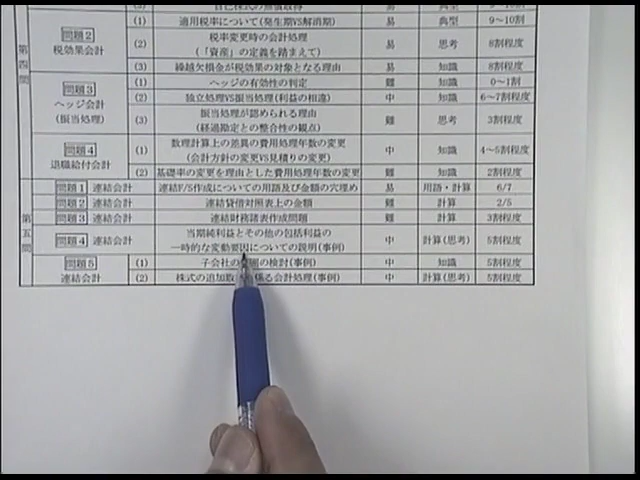 (3) 自己株式の無償取得 易 典型 9～10割
第四問
問題2 税効果会計
(1) 適用税率について(発生期VS解消期) 易 典型 9～10割
(2) 税率変更時の会計処理
(「資産」の定義を踏まえて) 易 思考 8割程度
(3) 繰越欠損金が税効果の対象となる理由 易 知識 8割程度
問題3 ヘッジ会計
(振当処理)
(1) ヘッジの有効性の判定 難 知識 0～1割
(2) 独立処理VS振当処理(利益の相違) 中 知識 6～7割程度
(3) 振当処理が認められる理由
(経過勘定との整合性の観点) 難 思考 3割程度
問題4 退職給付会計
(1) 数理計算上の差異の費用処理年数の変更
(会計方針の変更VS見積りの変更) 中 知識 4～5割程度
(2) 基礎率の変更を理由とした費用処理年数の変更 難 知識 2割程度
第五問
問題1 連結会計 連結F/S作成についての用語及び金額の穴埋め 易 用語・計算 6/7
問題2 連結会計 連結貸借対照表上の金額 難 計算 2/5
問題3 連結会計 連結財務諸表作成問題 難 計算 3割程度
問題4 連結会計 当期純利益とその他の包括利益の
一時的な変動要因についての説明(事例) 中 計算(思考) 5割程度
問題5 連結会計
(1) 子会社の 囲の検討(事例) 中 知識 5割程度
(2) 株式の追加取 係る会計処理(事例) 中 計算(思考) 5割程度